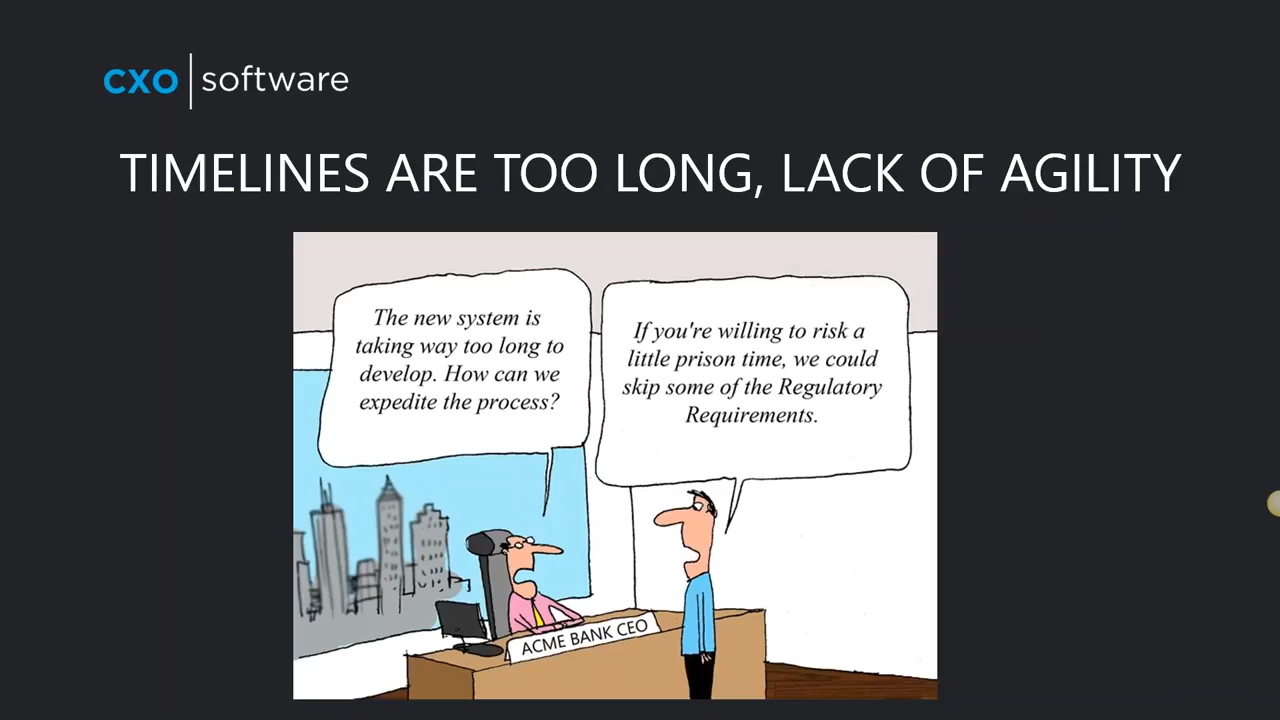 cxo software
TIMELINES ARE TOO LONG, LACK OF AGILITY
The new system is
taking way too long to
develop. How can we
expedite the process?
If you're willing to risk a
little prison time, we could
skip some of the Regulatory
Requirements.
ACME BANK CEO